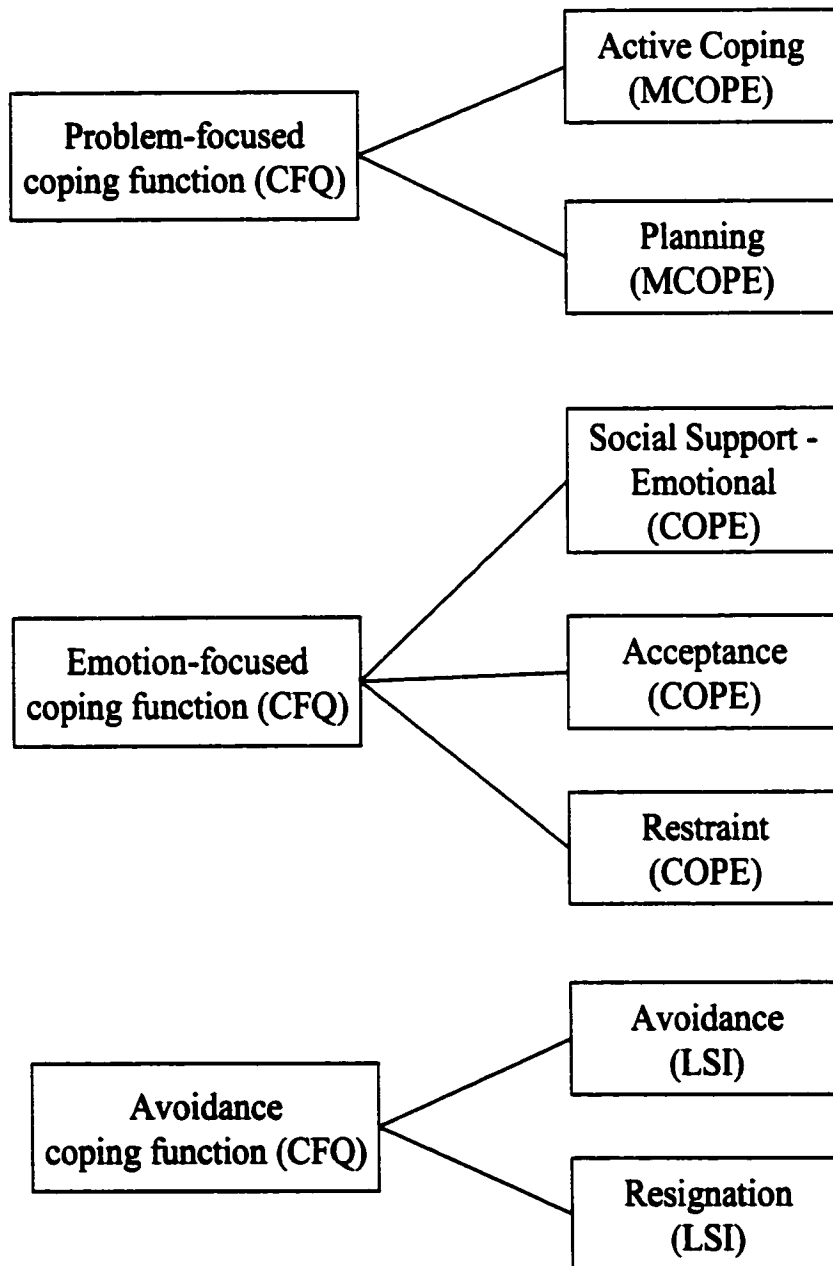 Problem-focused
coping function (CFQ)
Active Coping
(MCOPE)
Planning
(MCOPE)
Emotion-focused
coping function (CFQ)
Social Support -
Emotional
(COPE)
Acceptance
(COPE)
Restraint
(COPE)
Avoidance
coping function (CFQ)
Avoidance
(LSI)
Resignation
(LSI)